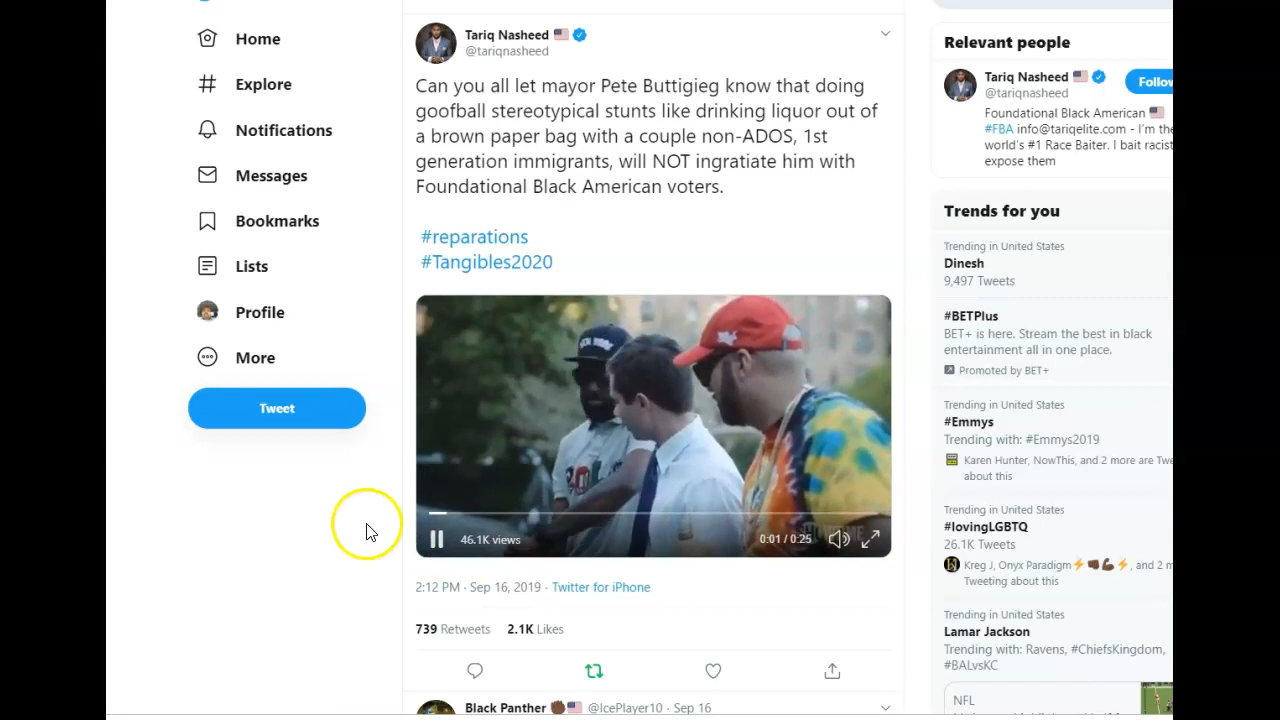 Home
Explore
Notifications
Messages
Bookmarks
Lists
Profile
More
Tweet
Tariq Nasheed
@tariqnasheed
Can you all let mayor Pete Buttigieg know that doing
goofball stereotypical stunts like drinking liquor out of
a brown paper bag with a couple non-ADOS, 1st
generation immigrants, will NOT ingratiate him with
Foundational Black American voters.
#reparations
#Tangibles2020
46.1K views
0:01 / 0:25
2:12 PM · Sep 16, 2019 · Twitter for iPhone
739 Retweets 2.1K Likes
Black Panther @IcePlayer10 · Sep 16
Relevant people
Tariq Nasheed
@tariqnasheed
Follow
Foundational Black American
#FBA info@tariqelite.com - I'm the
world's #1 Race Baiter. I bait racist
expose them
Trends for you
Trending in United States
Dinesh
9,497 Tweets
#BETPlus
BET+ is here. Stream the best in black
entertainment all in one place.
Promoted by BET+
Trending in United States
#Emmys
Trending with: #Emmys2019
Karen Hunter, NowThis, and 2 more are Twe
about this
Trending in United States
#lovingLGBTQ
26.1K Tweets
Kreg J, Onyx Paradigm⚡, and 2 m
Tweeting about this
Trending in United States
Lamar Jackson
Trending with: Ravens, #ChiefsKingdom,
#BALvsKC
NFL